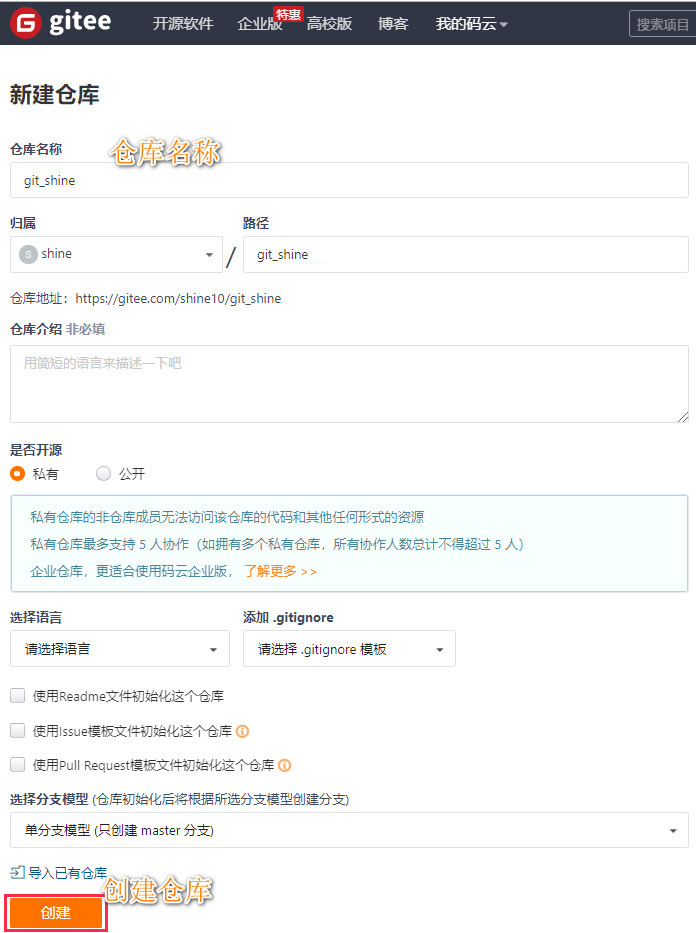 gitee 开源软件 企业版 特惠 高校版 博客 我的码云 搜索项目
新建仓库
仓库名称 仓库名称
git_shine
归属 路径
S shine / git_shine
仓库地址：https://gitee.com/shine10/git_shine
仓库介绍 非必填
用简短的语言来描述一下吧
是否开源
私有 公开
私有仓库的非仓库成员无法访问该仓库的代码和其他任何形式的资源
私有仓库最多支持 5 人协作（如拥有多个私有仓库，所有协作人数总计不得超过 5 人）
企业仓库，更适合使用码云企业版， 了解更多 >>
选择语言 添加 .gitignore
请选择语言 请选择 .gitignore 模板
使用Readme文件初始化这个仓库
使用Issue模板文件初始化这个仓库
使用Pull Request模板文件初始化这个仓库
选择分支模型 (仓库初始化后将根据所选分支模型创建分支)
单分支模型 (只创建 master 分支)
导入已有仓库
创建仓库
创建